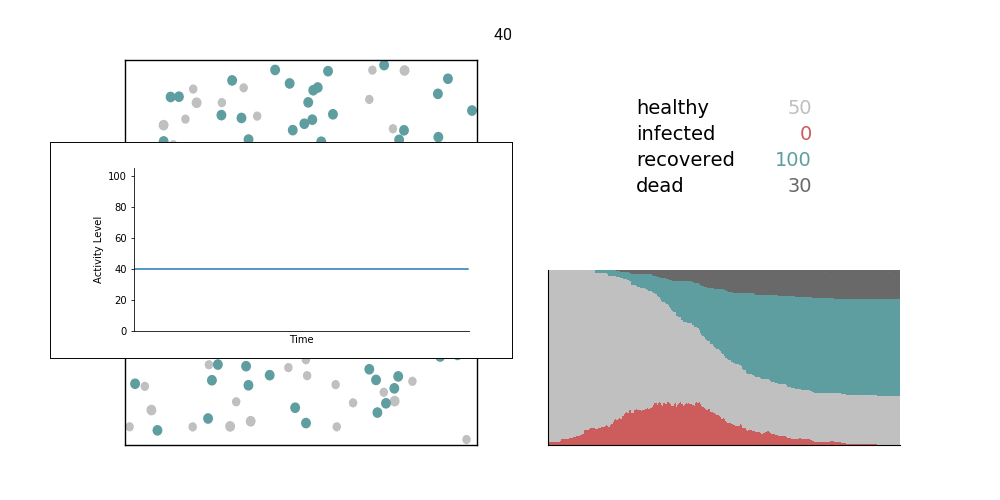 40
healthy 50
infected 0
recovered 100
dead 30
100
80
60
40
20
0
Activity Level
Time